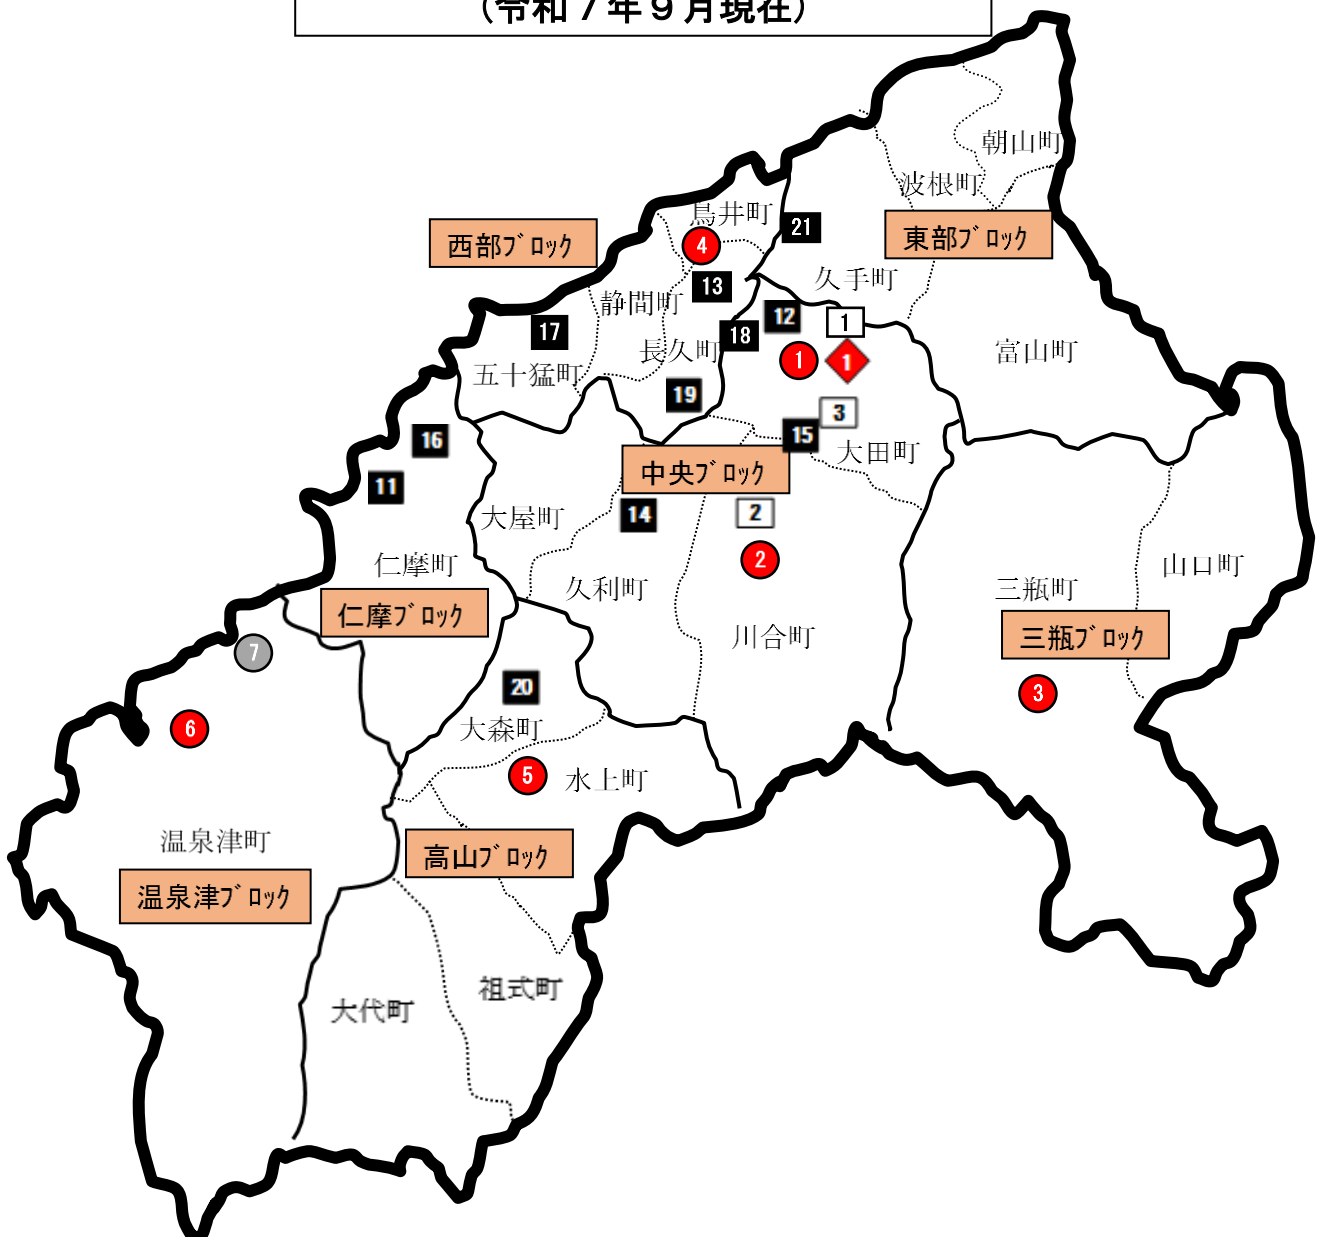 (令和７年９月現在)
朝山町
波根町
鳥井町
21
東部ﾌﾞﾛｯｸ
西部ﾌﾞﾛｯｸ
4
久手町
13
静間町
12
1
17
18
長久町
1
1
富山町
五十猛町
19
3
16
15
大田町
中央ﾌﾞﾛｯｸ
11
大屋町
14
2
2
仁摩町
山口町
久利町
三瓶町
仁摩ﾌﾞﾛｯｸ
川合町
三瓶ﾌﾞﾛｯｸ
7
20
3
6
大森町
5
水上町
温泉津町
高山ﾌﾞﾛｯｸ
温泉津ﾌﾞﾛｯｸ
祖式町
大代町